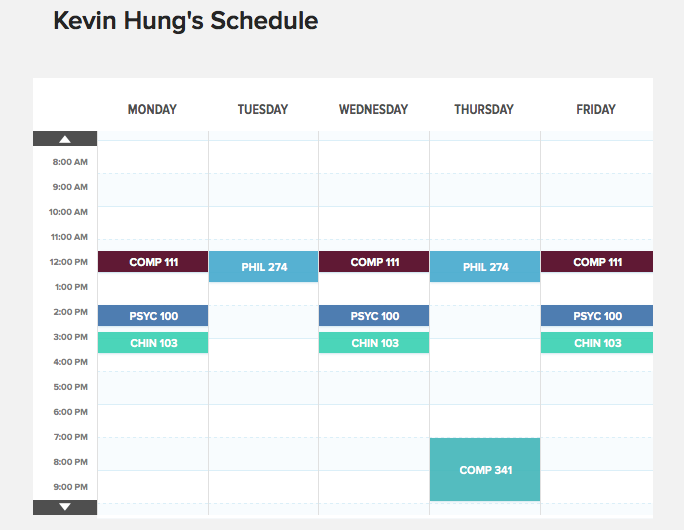 Kevin Hung's Schedule
MONDAY TUESDAY WEDNESDAY THURSDAY FRIDAY
8:00 AM
9:00 AM
10:00 AM
11:00 AM
12:00 PM COMP 111 PHIL 274 COMP 111 PHIL 274 COMP 111
1:00 PM
2:00 PM PSYC 100 PSYC 100 PSYC 100
3:00 PM CHIN 103 CHIN 103 CHIN 103
4:00 PM
5:00 PM
6:00 PM
7:00 PM
8:00 PM COMP 341
9:00 PM